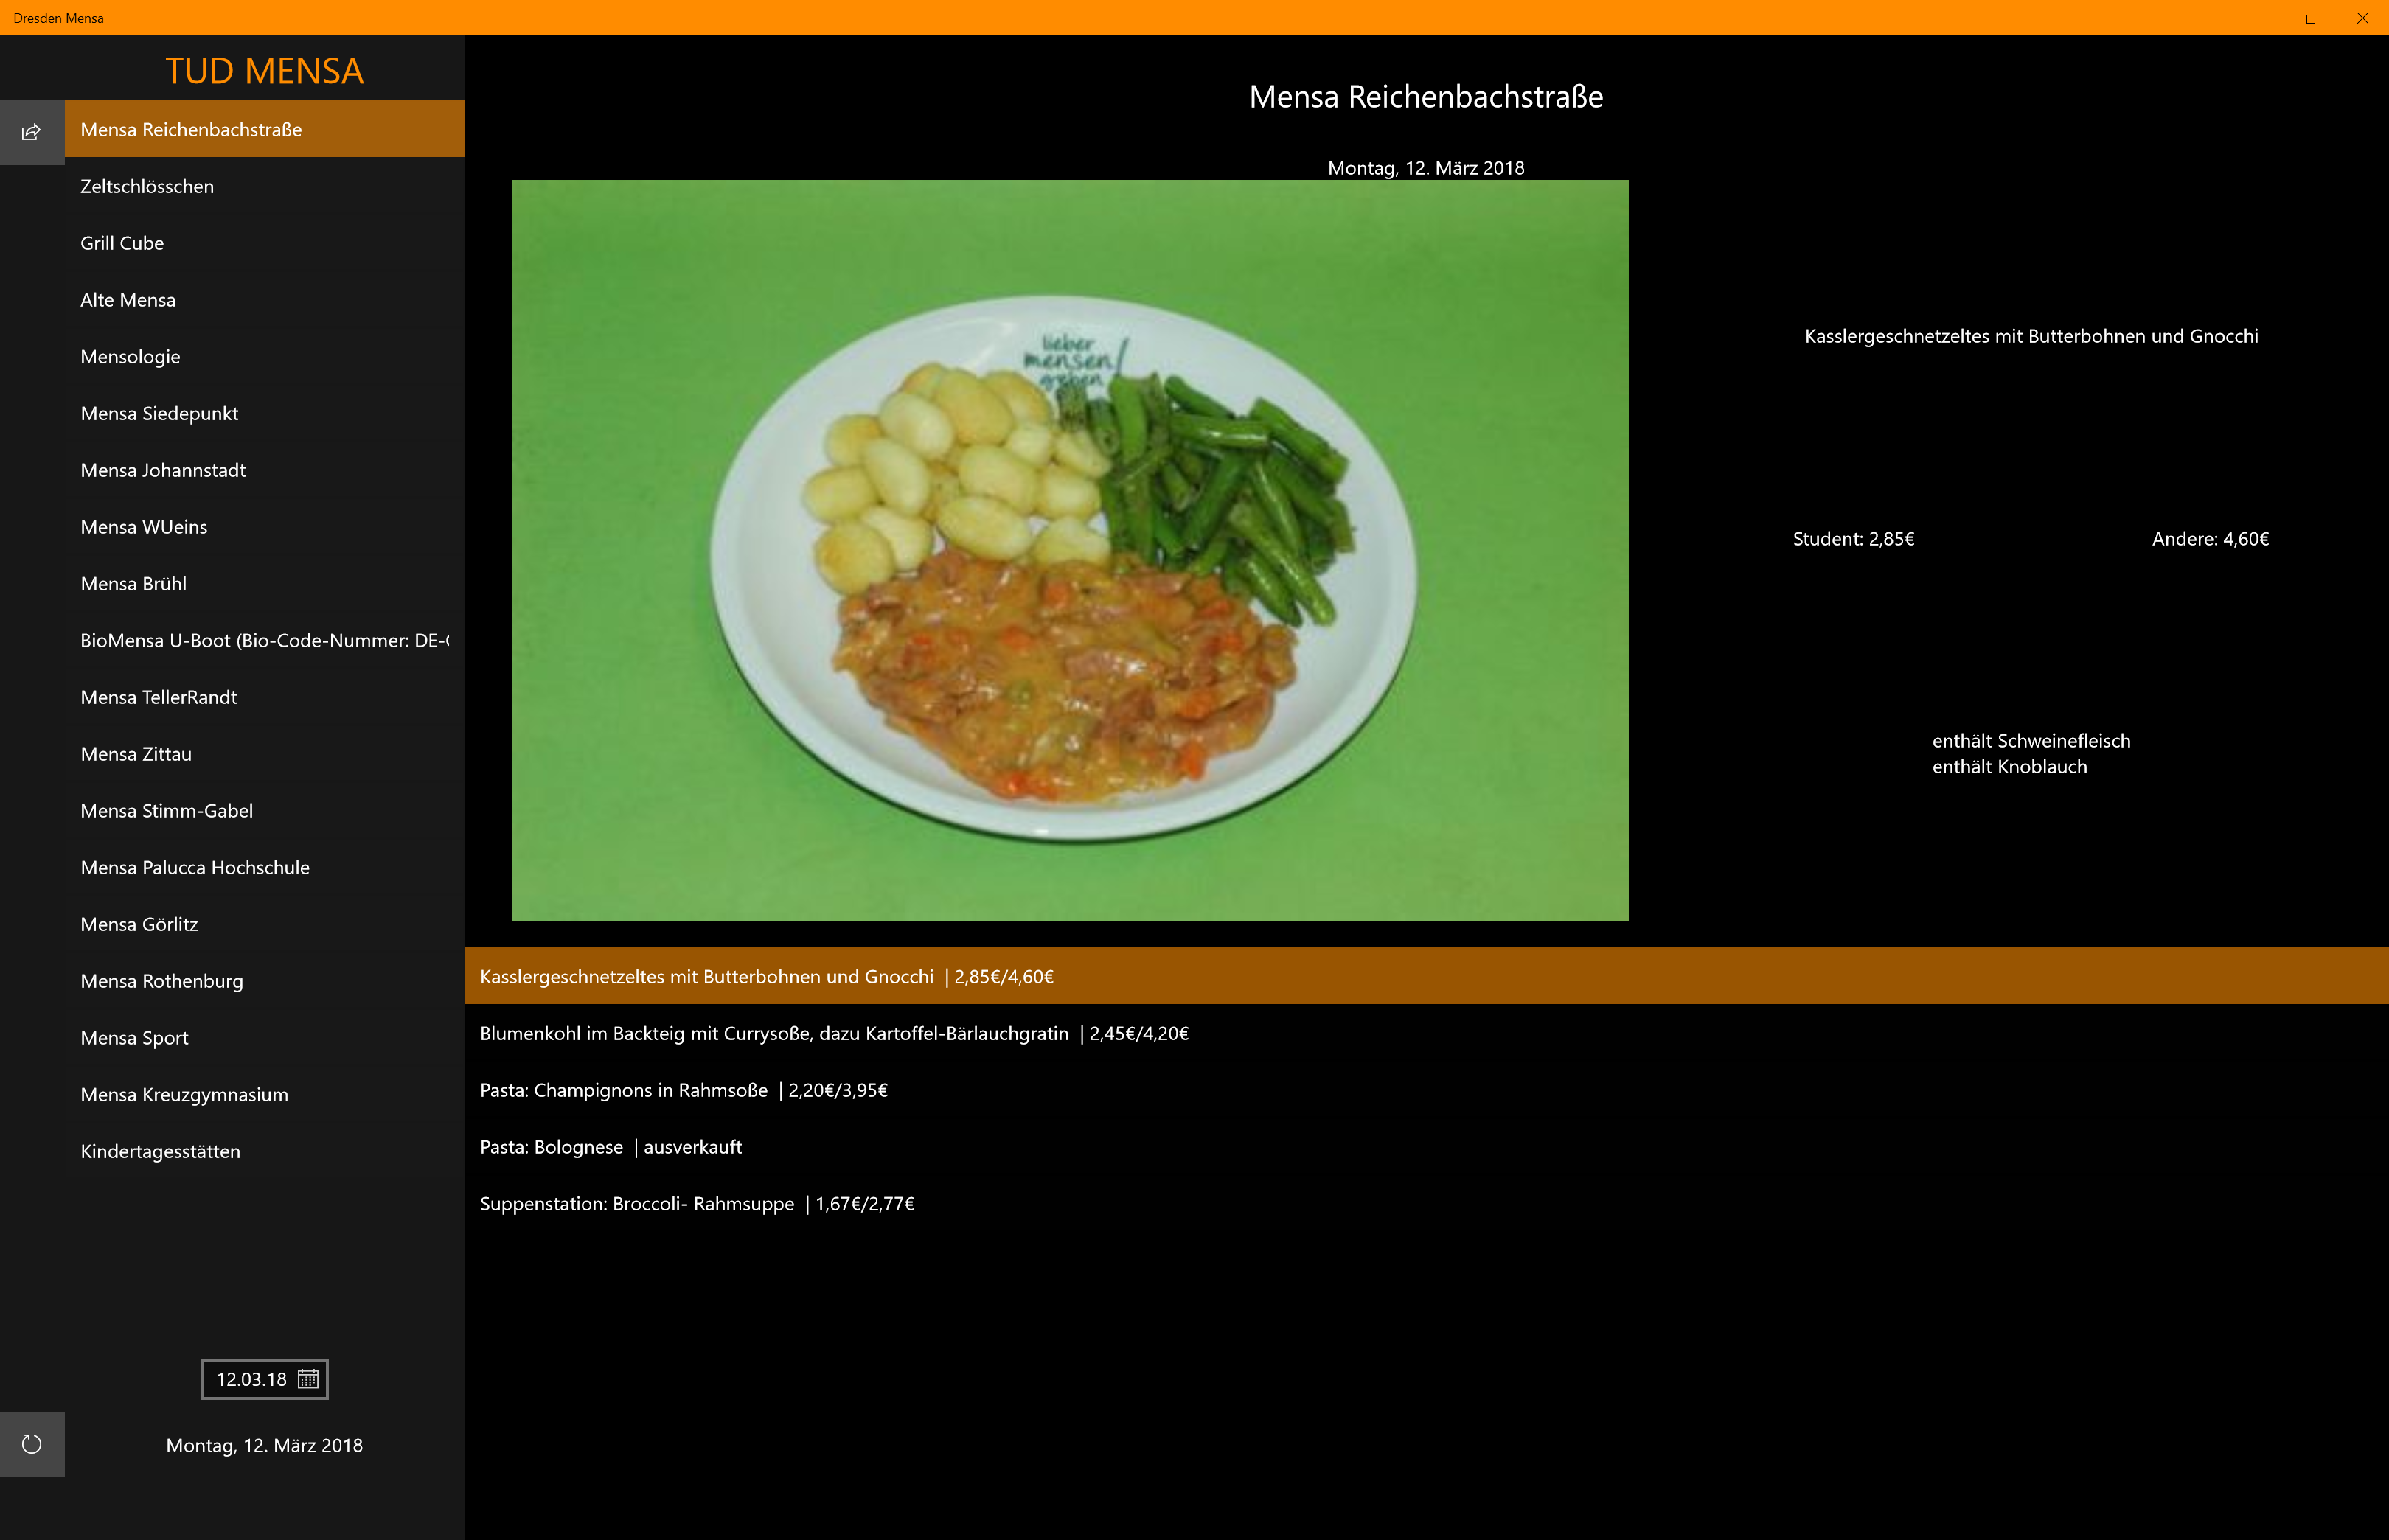 Dresden Mensa
TUD MENSA
Mensa Reichenbachstraße
Zeltschlösschen
Grill Cube
Alte Mensa
Mensologie
Mensa Siedepunkt
Mensa Johannstadt
Mensa WUeins
Mensa Brühl
BioMensa U-Boot (Bio-Code-Nummer: DE-
Mensa TellerRandt
Mensa Zittau
Mensa Stimm-Gabel
Mensa Palucca Hochschule
Mensa Görlitz
Mensa Rothenburg
Mensa Sport
Mensa Kreuzgymnasium
Kindertagesstätten
12.03.18
Montag, 12. März 2018
Mensa Reichenbachstraße
Montag, 12. März 2018
lieber
mensen
gehen!
Kasslergeschnetzeltes mit Butterbohnen und Gnocchi
Student: 2,85€ Andere: 4,60€
enthält Schweinefleisch
enthält Knoblauch
Kasslergeschnetzeltes mit Butterbohnen und Gnocchi | 2,85€/4,60€
Blumenkohl im Backteig mit Currysoße, dazu Kartoffel-Bärlauchgratin | 2,45€/4,20€
Pasta: Champignons in Rahmsoße | 2,20€/3,95€
Pasta: Bolognese | ausverkauft
Suppenstation: Broccoli- Rahmsuppe | 1,67€/2,77€